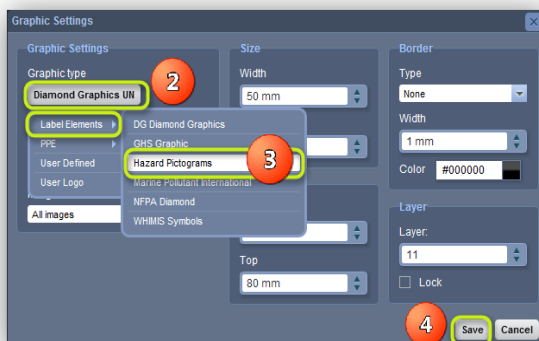 Graphic Settings
Graphic Settings
Graphic type
Diamond Graphics UN
2
Label Elements
PPE
User Defined
User Logo
All images
DG Diamond Graphics
GHS Graphic
Hazard Pictograms
3
Marine Pollutant International
NFPA Diamond
WHIMIS Symbols
Size
Width
50 mm
Top
80 mm
Border
Type
None
Width
1 mm
Color #000000
Layer
Layer:
11
Lock
4
Save Cancel